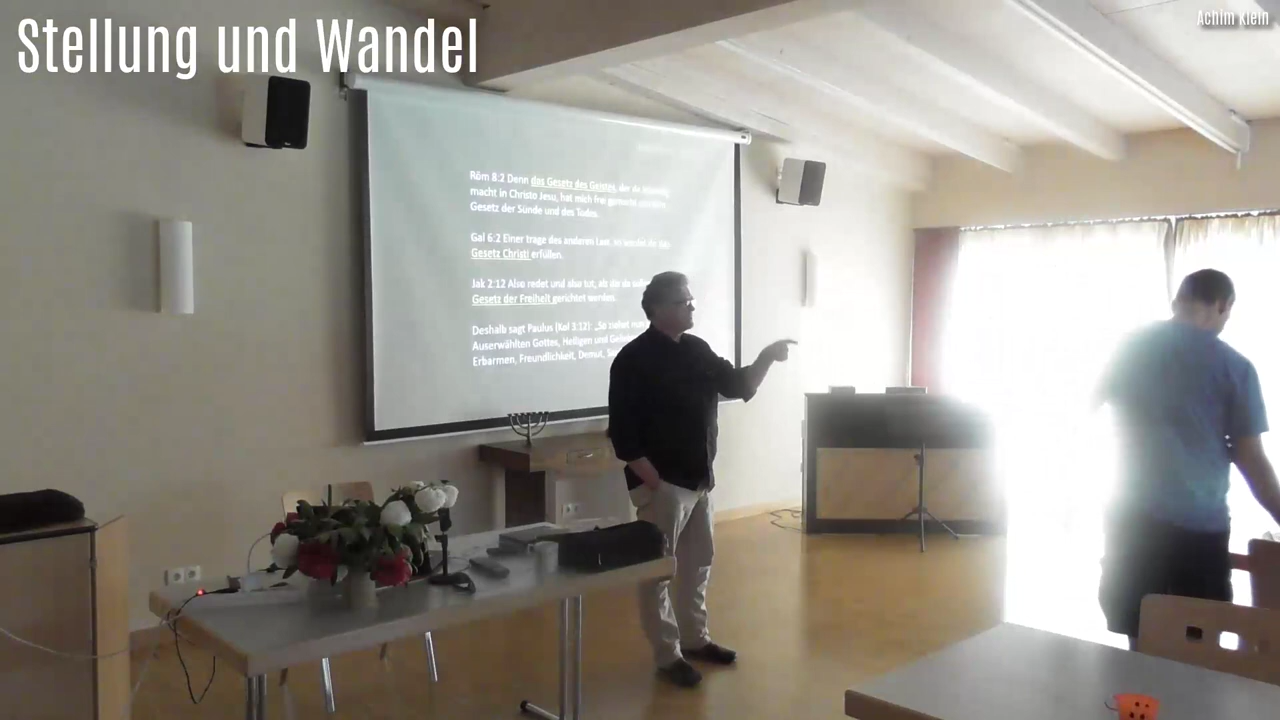 Stellung und Wandel
Achim Klein
Röm 8:2 Denn das Gesetz des Geistes, der da
macht in Christo Jesu, hat mich frei gemacht
Gesetz der Sünde und des Todes.
Gal 6:2 Einer trage des anderen Last, so werdet ihr das
Gesetz Christi erfüllen.
Jak 2:12 Also redet und also tut, als die da
Gesetz der Freiheit gerichtet werden.
Deshalb sagt Paulus (Kol 3:12): „So ziehet nun
Auserwählten Gottes, Heiligen und
Erbarmen, Freundlichkeit, Demut,